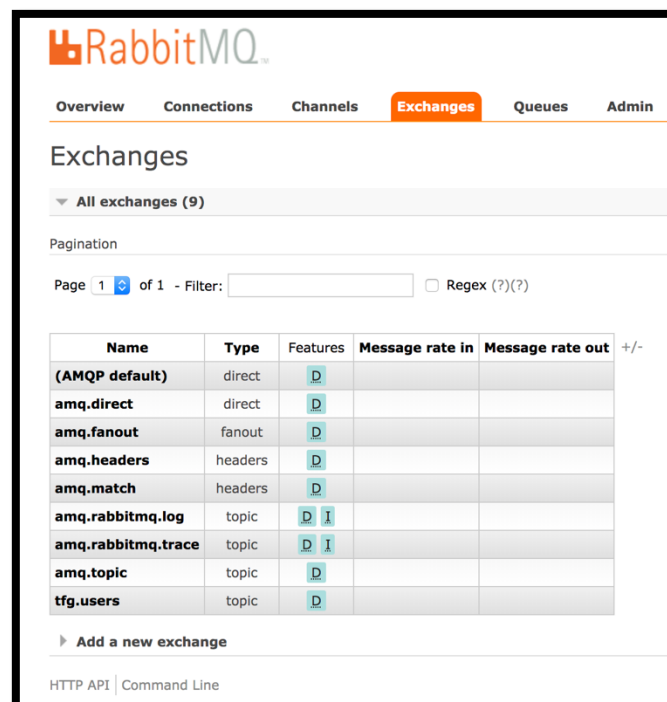 RabbitMQ™
Overview Connections Channels Exchanges Queues Admin
Exchanges
All exchanges (9)
Pagination
Page 1 of 1 - Filter: Regex (?)(?)
Name Type Features Message rate in Message rate out +/-
(AMQP default) direct D
amq.direct direct D
amq.fanout fanout D
amq.headers headers D
amq.match headers D
amq.rabbitmq.log topic D I
amq.rabbitmq.trace topic D I
amq.topic topic D
tfg.users topic D
Add a new exchange
HTTP API Command Line